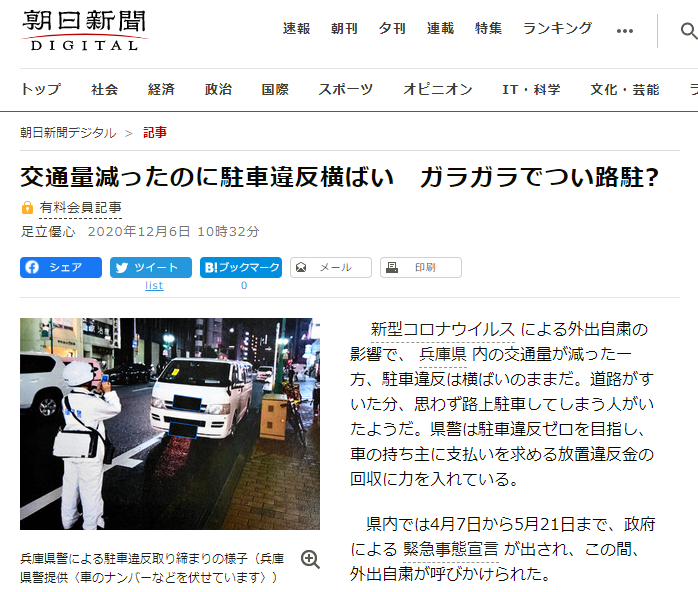 朝日新聞
DIGITAL
速報 朝刊 夕刊 連載 特集 ランキング •••
トップ 社会 経済 政治 国際 スポーツ オピニオン IT・科学 文化・芸能
朝日新聞デジタル > 記事
交通量減ったのに駐車違反横ばい　ガラガラでつい路駐?
有料会員記事
足立優心 2020年12月6日 10時32分
シェア ツイート B!ブックマーク メール 印刷
list 0
新型コロナウイルス による外出自粛の
影響で、 兵庫県 内の交通量が減った一
方、駐車違反は横ばいのままだ。道路がす
いた分、思わず路上駐車してしまう人がい
たようだ。県警は駐車違反ゼロを目指し、
車の持ち主に支払いを求める放置違反金の
回収に力を入れている。
県内では4月7日から5月21日まで、政府
による 緊急事態宣言 が出され、この間、
外出自粛が呼びかけられた。
兵庫県警による駐車違反取り締まりの様子（兵庫
県警提供〈車のナンバーなどを伏せています〉）